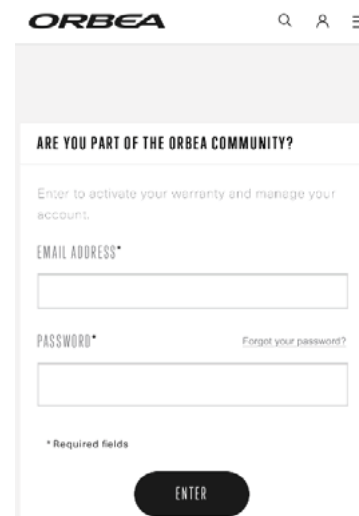 ORBEA
ARE YOU PART OF THE ORBEA COMMUNITY?
Enter to activate your warranty and manage your
account.
EMAIL ADDRESS*
PASSWORD*
Forgot your password?
* Required fields
ENTER